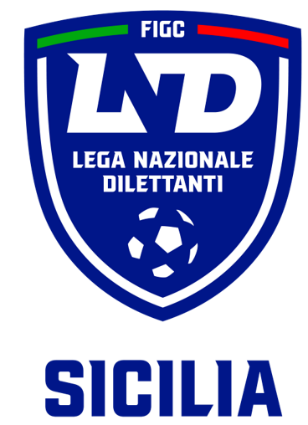 FIGC
LND
LEGA NAZIONALE
DILETTANTI
SICILIA